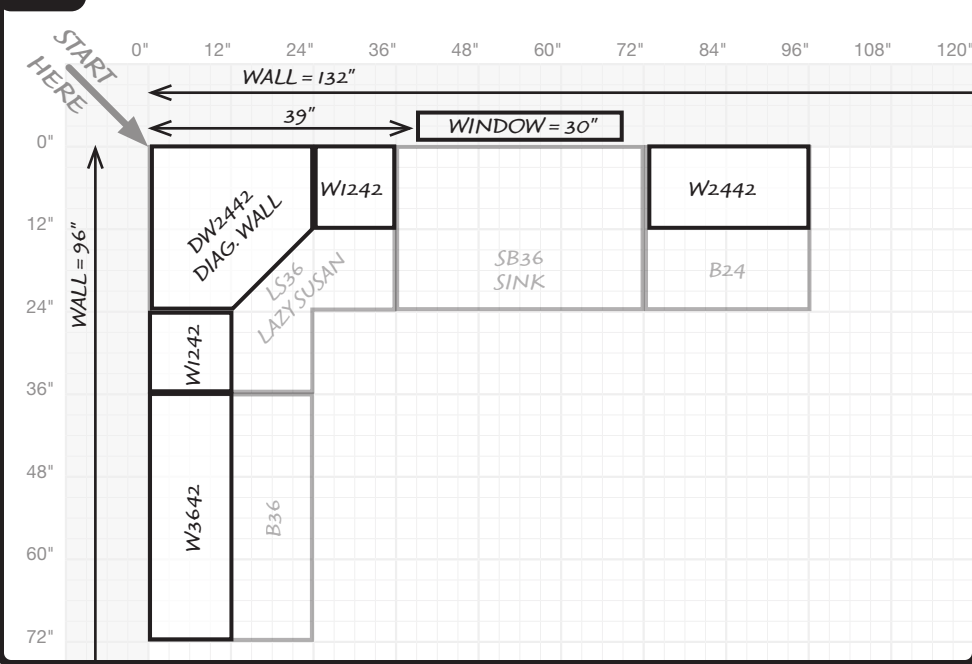 START
HERE
0" 12" 24" 36" 48" 60" 72" 84" 96" 108" 120"
WALL = 132"
39"
WINDOW = 30"
0"
12"
24"
36"
48"
60"
72"
WALL = 96"
DW2442
DIAG. WALL
W1242
LS36
LAZY SUSAN
SB36
SINK
W2442
B24
W1242
W3642
B36